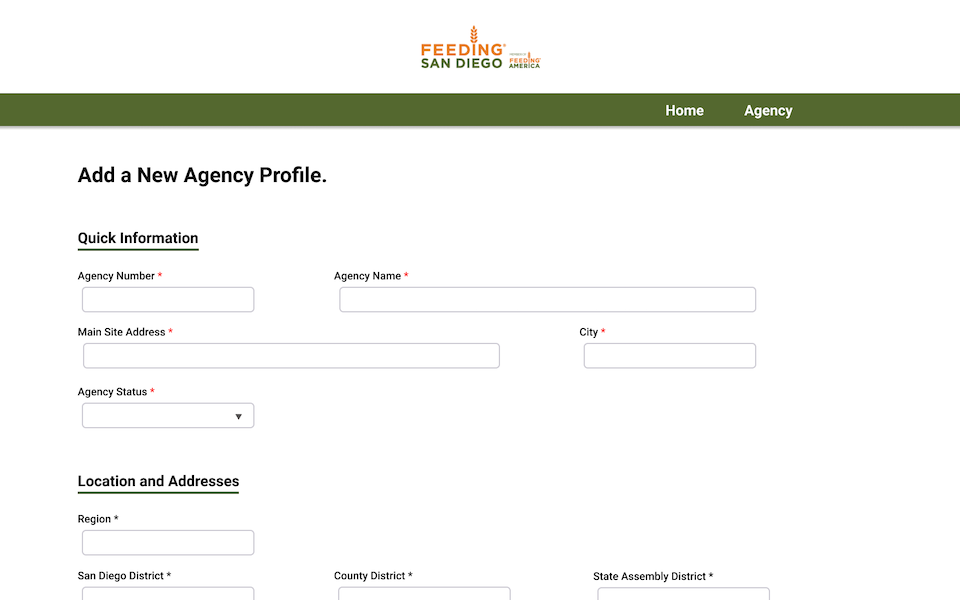 FEEDING
SAN DIEGO
FEEDING
AMERICA
Home Agency
Add a New Agency Profile.
Quick Information
Agency Number * Agency Name *
Main Site Address * City *
Agency Status *
Location and Addresses
Region *
San Diego District * County District * State Assembly District *